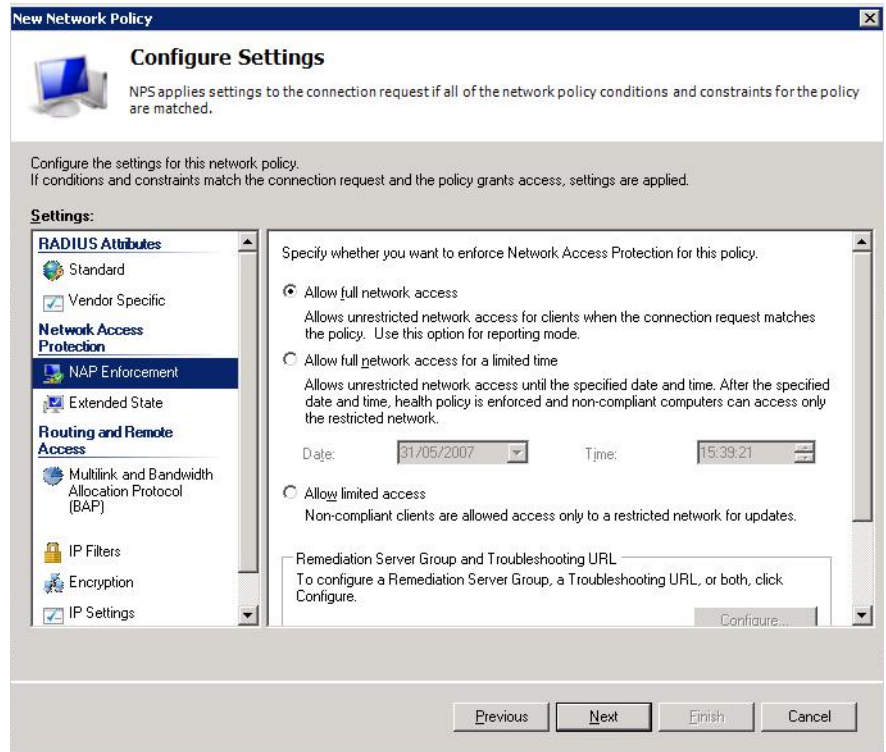 New Network Policy
Configure Settings
NPS applies settings to the connection request if all of the network policy conditions and constraints for the policy
are matched.
Configure the settings for this network policy.
If conditions and constraints match the connection request and the policy grants access, settings are applied.
Settings:
RADIUS Attributes
Standard
Vendor Specific
Network Access
Protection
NAP Enforcement
Extended State
Routing and Remote
Access
Multilink and Bandwidth
Allocation Protocol
(BAP)
IP Filters
Encryption
IP Settings
Specify whether you want to enforce Network Access Protection for this policy.
Allow full network access
Allows unrestricted network access for clients when the connection request matches
the policy. Use this option for reporting mode.
Allow full network access for a limited time
Allows unrestricted network access until the specified date and time. After the specified
date and time, health policy is enforced and non-compliant computers can access only
the restricted network.
Date: 31/05/2007 Time: 15:39:21
Allow limited access
Non-compliant clients are allowed access only to a restricted network for updates.
Remediation Server Group and Troubleshooting URL
To configure a Remediation Server Group, a Troubleshooting URL, or both, click
Configure.
Configure...
Previous Next Finish Cancel